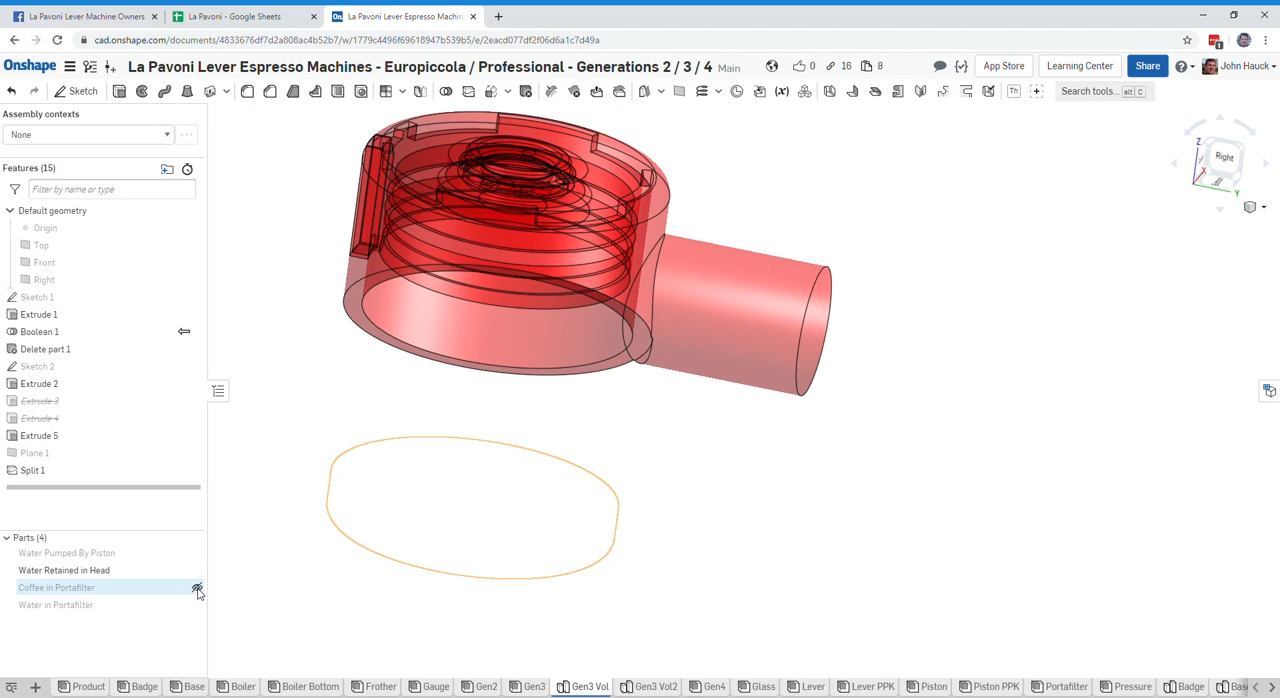 La Pavoni Lever Machine Owners
La Pavoni - Google Sheets
La Pavoni Lever Espresso Machin
cad.onshape.com/documents/4833676df7d2a808ac4b52b7/w/1779c4496f69618947b539b5/e/2eacd077df2f06d6a1c7d49a
1
Onshape
La Pavoni Lever Espresso Machines - Europiccola / Professional - Generations 2 / 3 / 4 Main
0
16
8
App Store
Learning Center
Share
John Hauck
Sketch
Th
Search tools... alt C
Assembly contexts
None
Features (15)
Filter by name or type
Default geometry
Origin
Top
Front
Right
Sketch 1
Extrude 1
Boolean 1
Delete part 1
Sketch 2
Extrude 2
Extrude 3
Extrude 4
Extrude 5
Plane 1
Split 1
Parts (4)
Water Pumped By Piston
Water Retained in Head
Coffee in Portafilter
Water in Portafilter
Z
Right
X
Y
Product
Badge
Base
Boiler
Boiler Bottom
Frother
Gauge
Gen2
Gen3
Gen3 Vol
Gen3 Vol2
Gen4
Glass
Lever
Lever PPK
Piston
Piston PPK
Portafilter
Pressure
Badge
Base